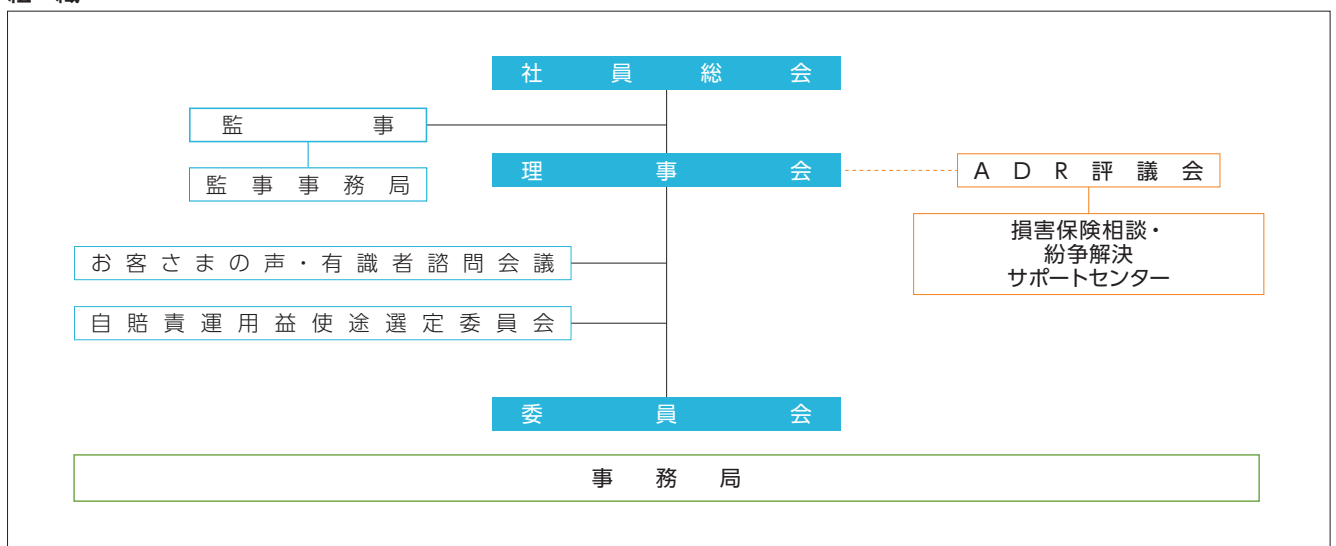 社員総会
監事
理事会
ADR評議会
監事事務局
損害保険相談・
紛争解決
サポートセンター
お客さまの声・有識者諮問会議
自賠責運用益使途選定委員会
委員会
事務局